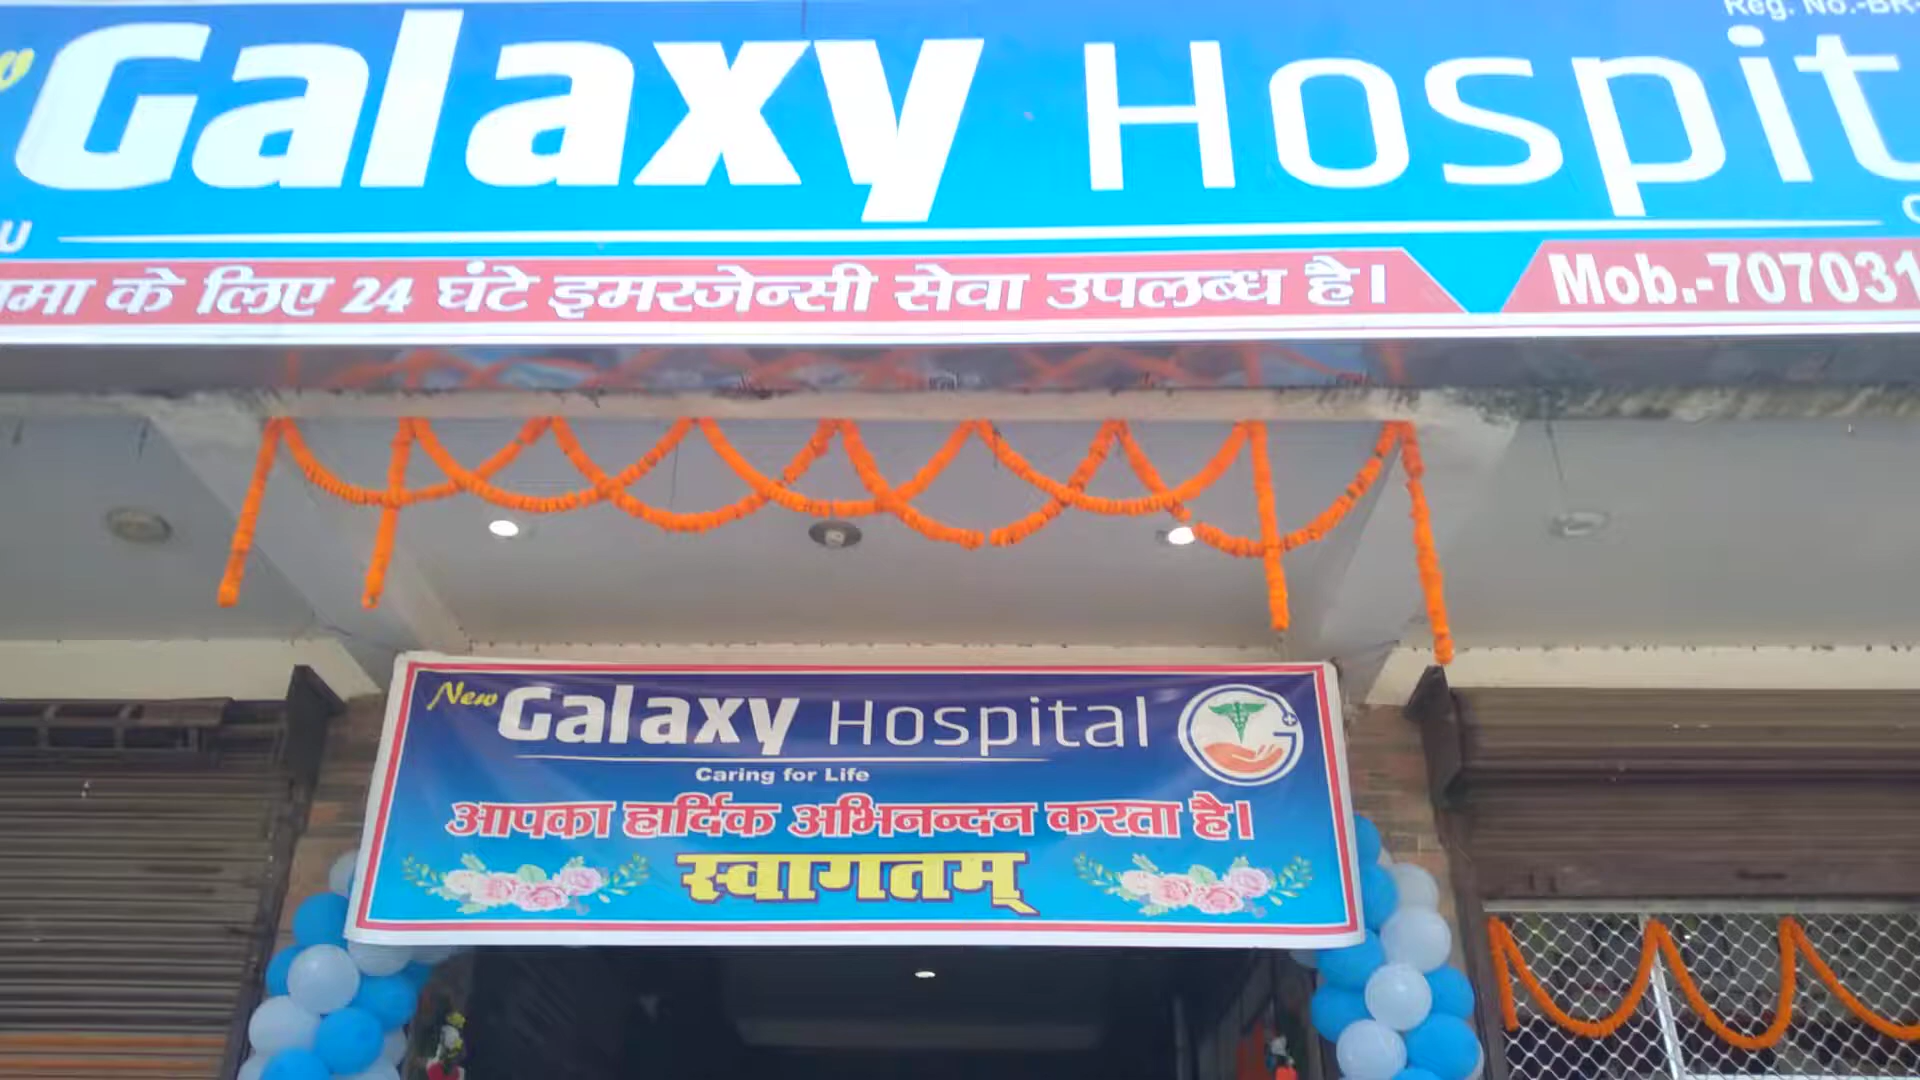 Reg. No.-BR-
Galaxy Hospit
के लिए 24 घंटे इमरजेन्सी सेवा उपलब्ध है।
Mob.-707031
New Galaxy Hospital
Caring for Life
आपका हार्दिक अभिनन्दन करता है।
स्वागतम्